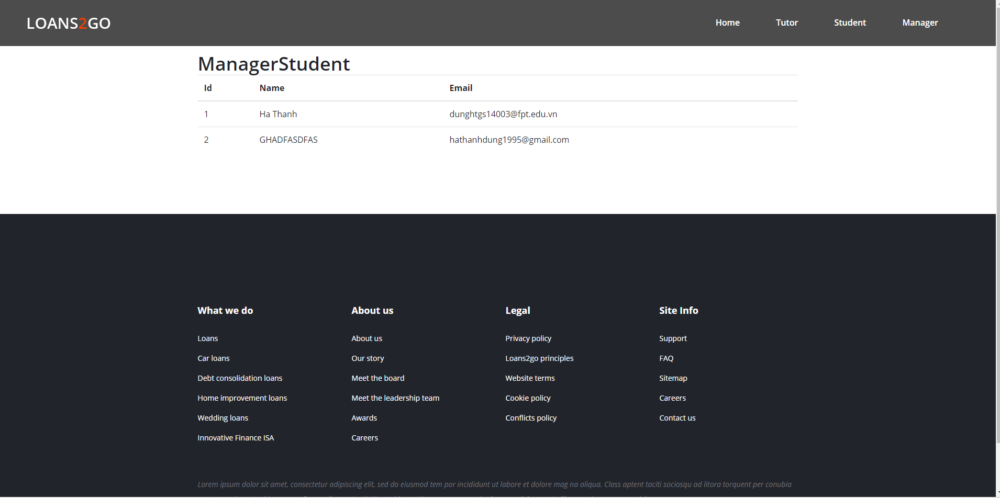 LOANS2GO
Home Tutor Student Manager
ManagerStudent
Id Name Email
1 Ha Thanh dunghtgs14003@fpt.edu.vn
2 GHADFASDFAS hathanhdung1995@gmail.com
What we do
Loans
Car loans
Debt consolidation loans
Home improvement loans
Wedding loans
Innovative Finance ISA
About us
About us
Our story
Meet the board
Meet the leadership team
Awards
Careers
Legal
Privacy policy
Loans2go principles
Website terms
Cookie policy
Conflicts policy
Site Info
Support
FAQ
Sitemap
Careers
Contact us
Lorem ipsum dolor sit amet, consectetur adipiscing elit, sed do eiusmod tem por incididunt ut labore et dolore mag na aliqua. Class aptent taciti sociosqu ad litora torquent per conubia